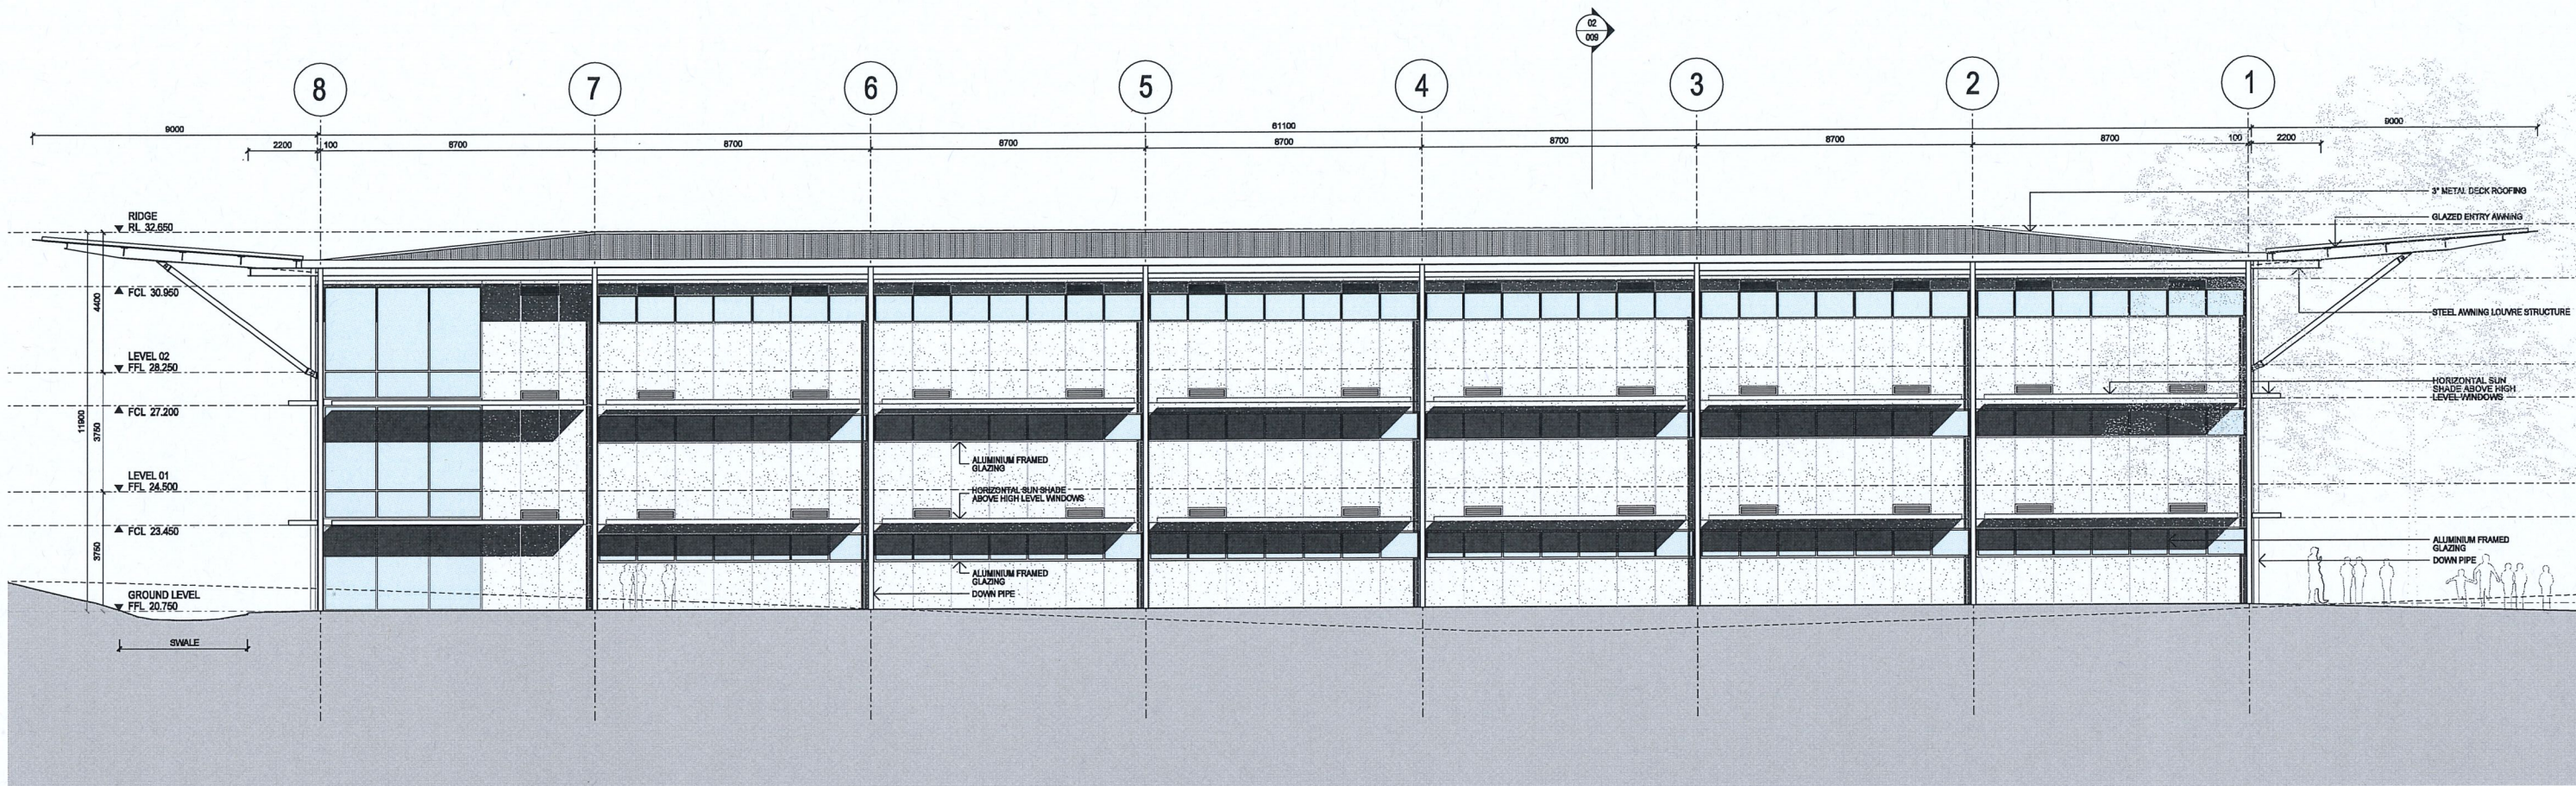 02
009
8
7
6
5
4
3
2
1
9000
61100
9000
2200
100
8700
8700
8700
8700
8700
8700
8700
100
2200
3° METAL DECK ROOFING
GLAZED ENTRY AWNING
STEEL AWNING LOUVRE STRUCTURE
HORIZONTAL SUN
SHADE ABOVE HIGH
LEVEL WINDOWS
ALUMINIUM FRAMED
GLAZING
DOWN PIPE
RIDGE
RL 32.650
FCL 30.950
LEVEL 02
FFL 28.250
FCL 27.200
LEVEL 01
FFL 24.500
FCL 23.450
GROUND LEVEL
FFL 20.750
4400
3750
3750
11900
SWALE
ALUMINIUM FRAMED
GLAZING
HORIZONTAL SUN SHADE
ABOVE HIGH LEVEL WINDOWS
ALUMINIUM FRAMED
GLAZING
DOWN PIPE